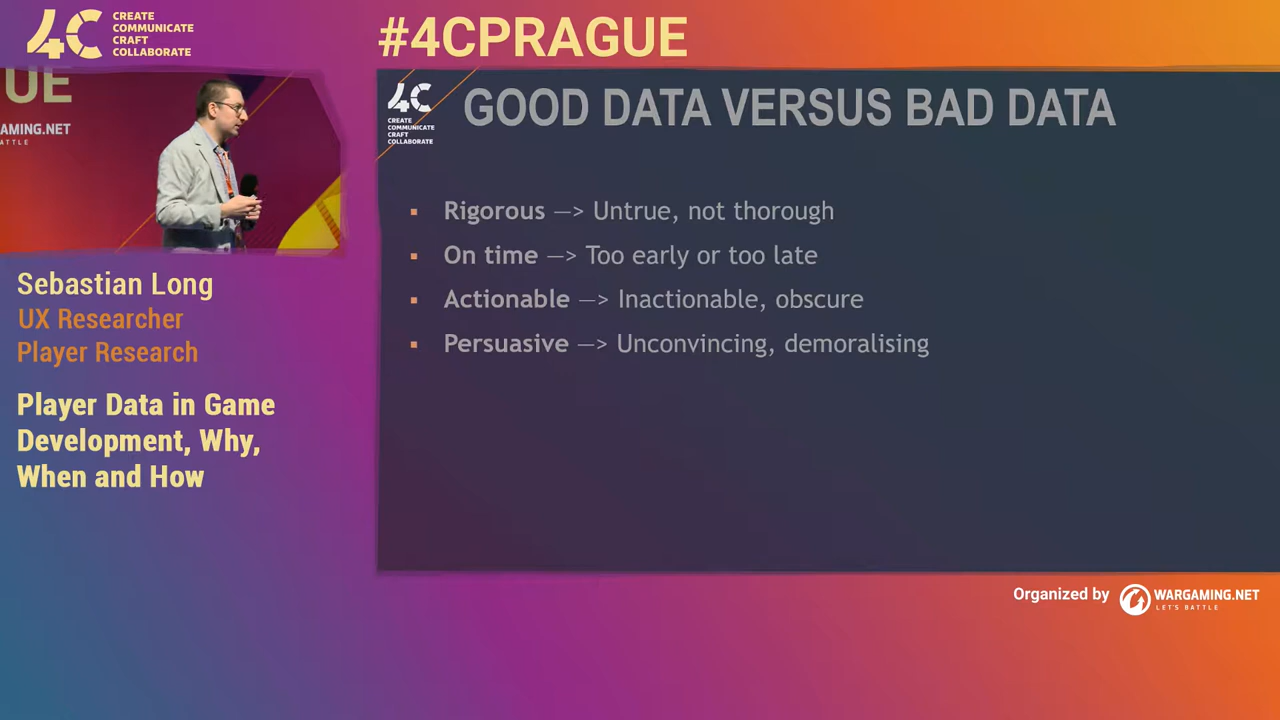 4C
CREATE
COMMUNICATE
CRAFT
COLLABORATE
#4CPRAGUE
UE
AMING.NET
ATTLE
4C
CREATE
COMMUNICATE
CRAFT
COLLABORATE
GOOD DATA VERSUS BAD DATA
▪ Rigorous —> Untrue, not thorough
▪ On time —> Too early or too late
▪ Actionable —> Inactionable, obscure
▪ Persuasive —> Unconvincing, demoralising
Sebastian Long
UX Researcher
Player Research
Player Data in Game
Development, Why,
When and How
Organized by
WARGAMING.NET
LET'S BATTLE